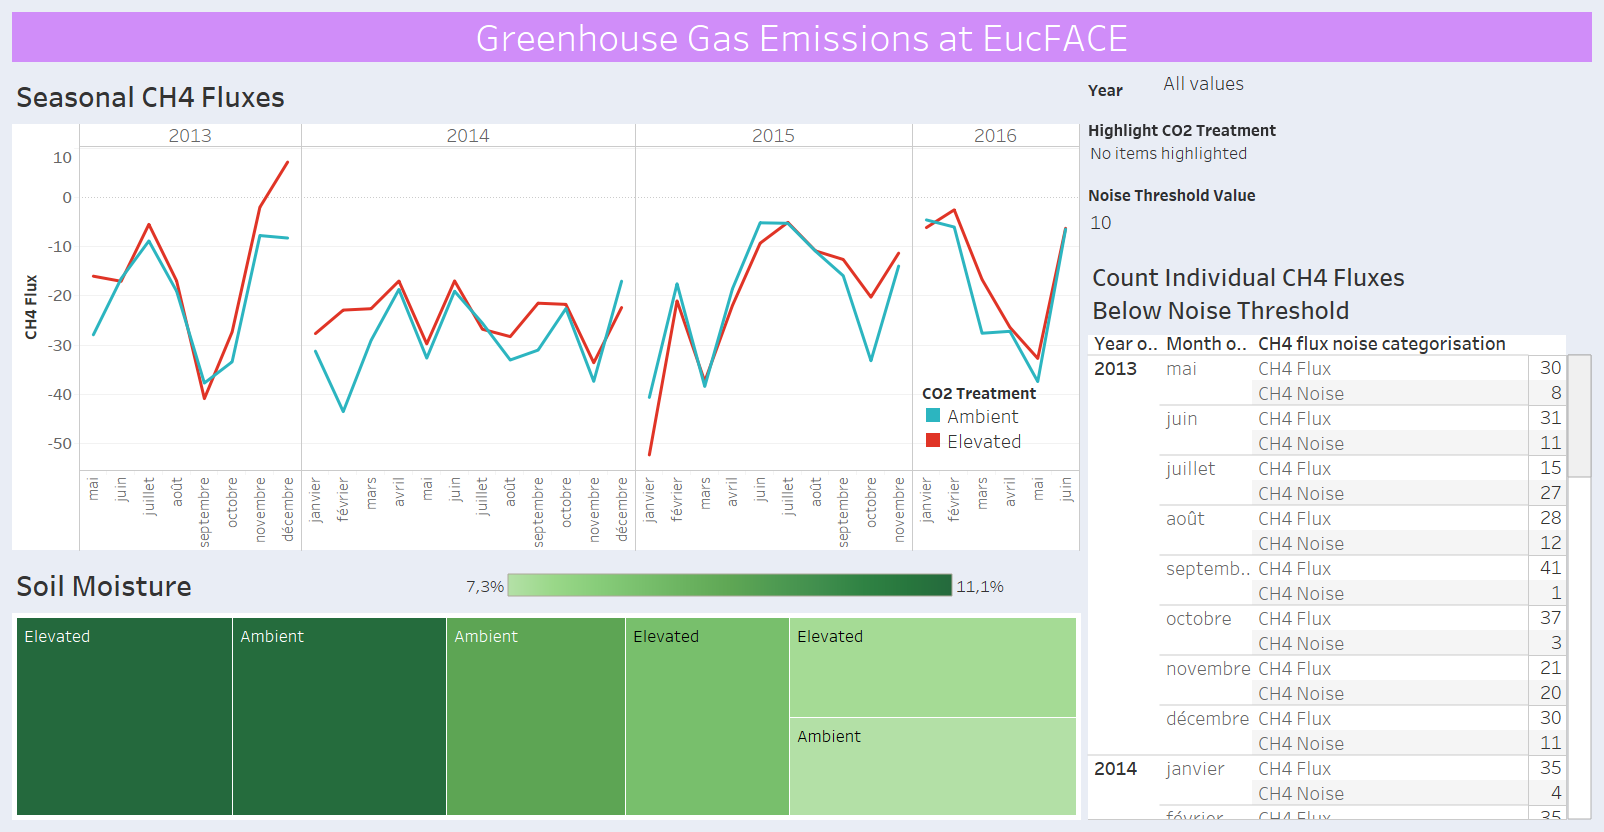 Greenhouse Gas Emissions at EucFACE
Seasonal CH4 Fluxes
2013 2014 2015 2016
CH4 Flux
10
0
-10
-20
-30
-40
-50
mai juin juillet août septembre octobre novembre décembre janvier février mars avril mai juin juillet août septembre octobre novembre décembre janvier février mars avril juin juillet août septembre octobre novembre janvier février mars avril mai juin
CO2 Treatment
Ambient
Elevated
Soil Moisture
7,3% 11,1%
Elevated Ambient Ambient Elevated Elevated
Ambient
Year All values
Highlight CO2 Treatment
No items highlighted
Noise Threshold Value
10
Count Individual CH4 Fluxes
Below Noise Threshold
Year o.. Month o.. CH4 flux noise categorisation
2013 mai CH4 Flux 30
CH4 Noise 8
juin CH4 Flux 31
CH4 Noise 11
juillet CH4 Flux 15
CH4 Noise 27
août CH4 Flux 28
CH4 Noise 12
septemb.. CH4 Flux 41
CH4 Noise 1
octobre CH4 Flux 37
CH4 Noise 3
novembre CH4 Flux 21
CH4 Noise 20
décembre CH4 Flux 30
CH4 Noise 11
2014 janvier CH4 Flux 35
CH4 Noise 4
février CH4 Flux 35